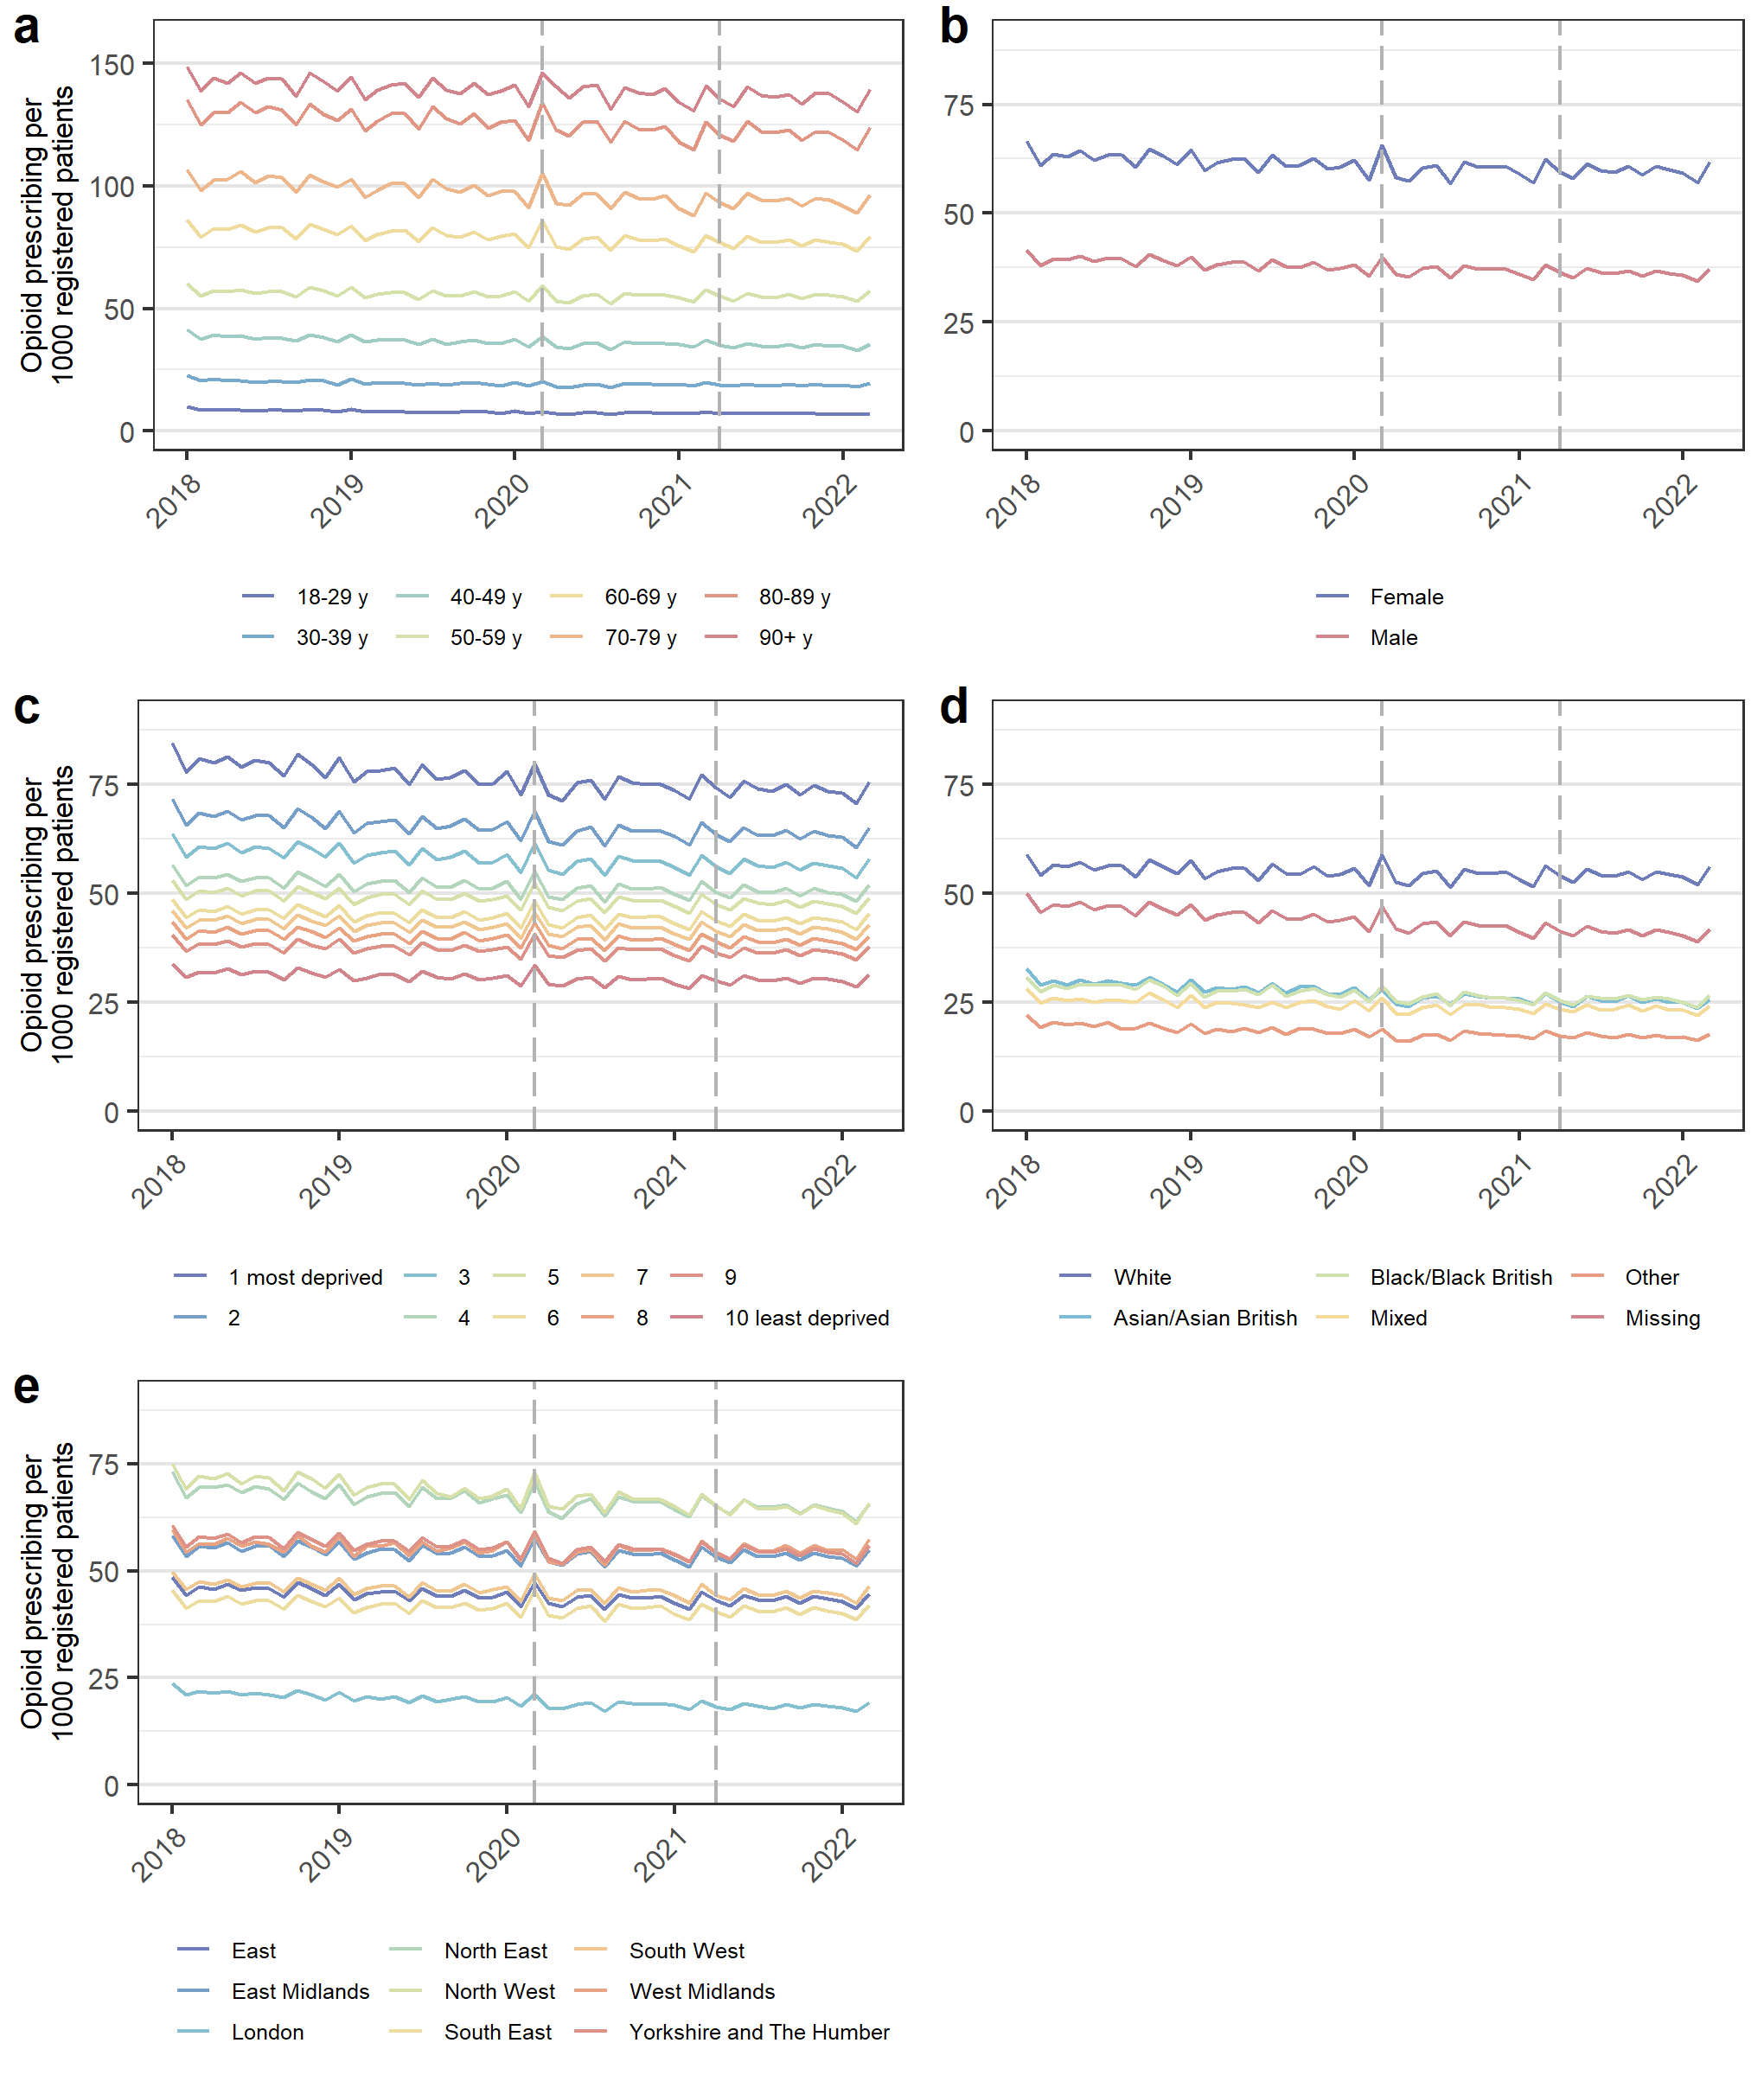 a
Opioid prescribing per
1000 registered patients
150
100
50
0
2018
2019
2020
2021
2022
18-29 y
40-49 y
60-69 y
80-89 y
30-39 y
50-59 y
70-79 y
90+ y
b
75
50
25
0
2018
2019
2020
2021
2022
Female
Male
c
Opioid prescribing per
1000 registered patients
75
50
25
0
2018
2019
2020
2021
2022
1 most deprived
3
5
7
9
2
4
6
8
10 least deprived
d
75
50
25
0
2018
2019
2020
2021
2022
White
Black/Black British
Other
Asian/Asian British
Mixed
Missing
e
Opioid prescribing per
1000 registered patients
75
50
25
0
2018
2019
2020
2021
2022
East
North East
South West
East Midlands
North West
West Midlands
London
South East
Yorkshire and The Humber